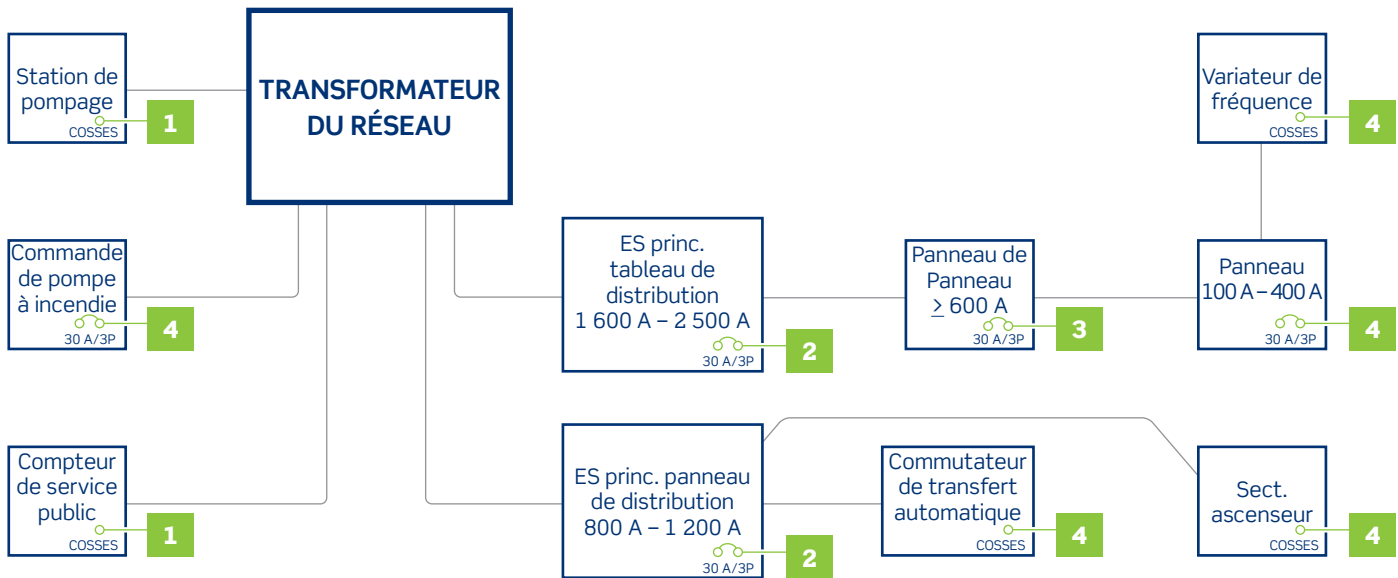 Station de
pompage
COSSES
1
TRANSFORMATEUR
DU RÉSEAU
Variateur de
fréquence
COSSES
4
Commande
de pompe
à incendie
30 A/3P
4
ES princ.
tableau de
distribution
1 600 A – 2 500 A
30 A/3P
2
Panneau de
Panneau
≥ 600 A
30 A/3P
3
Panneau
100 A – 400 A
30 A/3P
4
Compteur
de service
public
COSSES
1
ES princ. panneau
de distribution
800 A – 1 200 A
30 A/3P
2
Commutateur
de transfert
automatique
COSSES
4
Sect.
ascenseur
COSSES
4